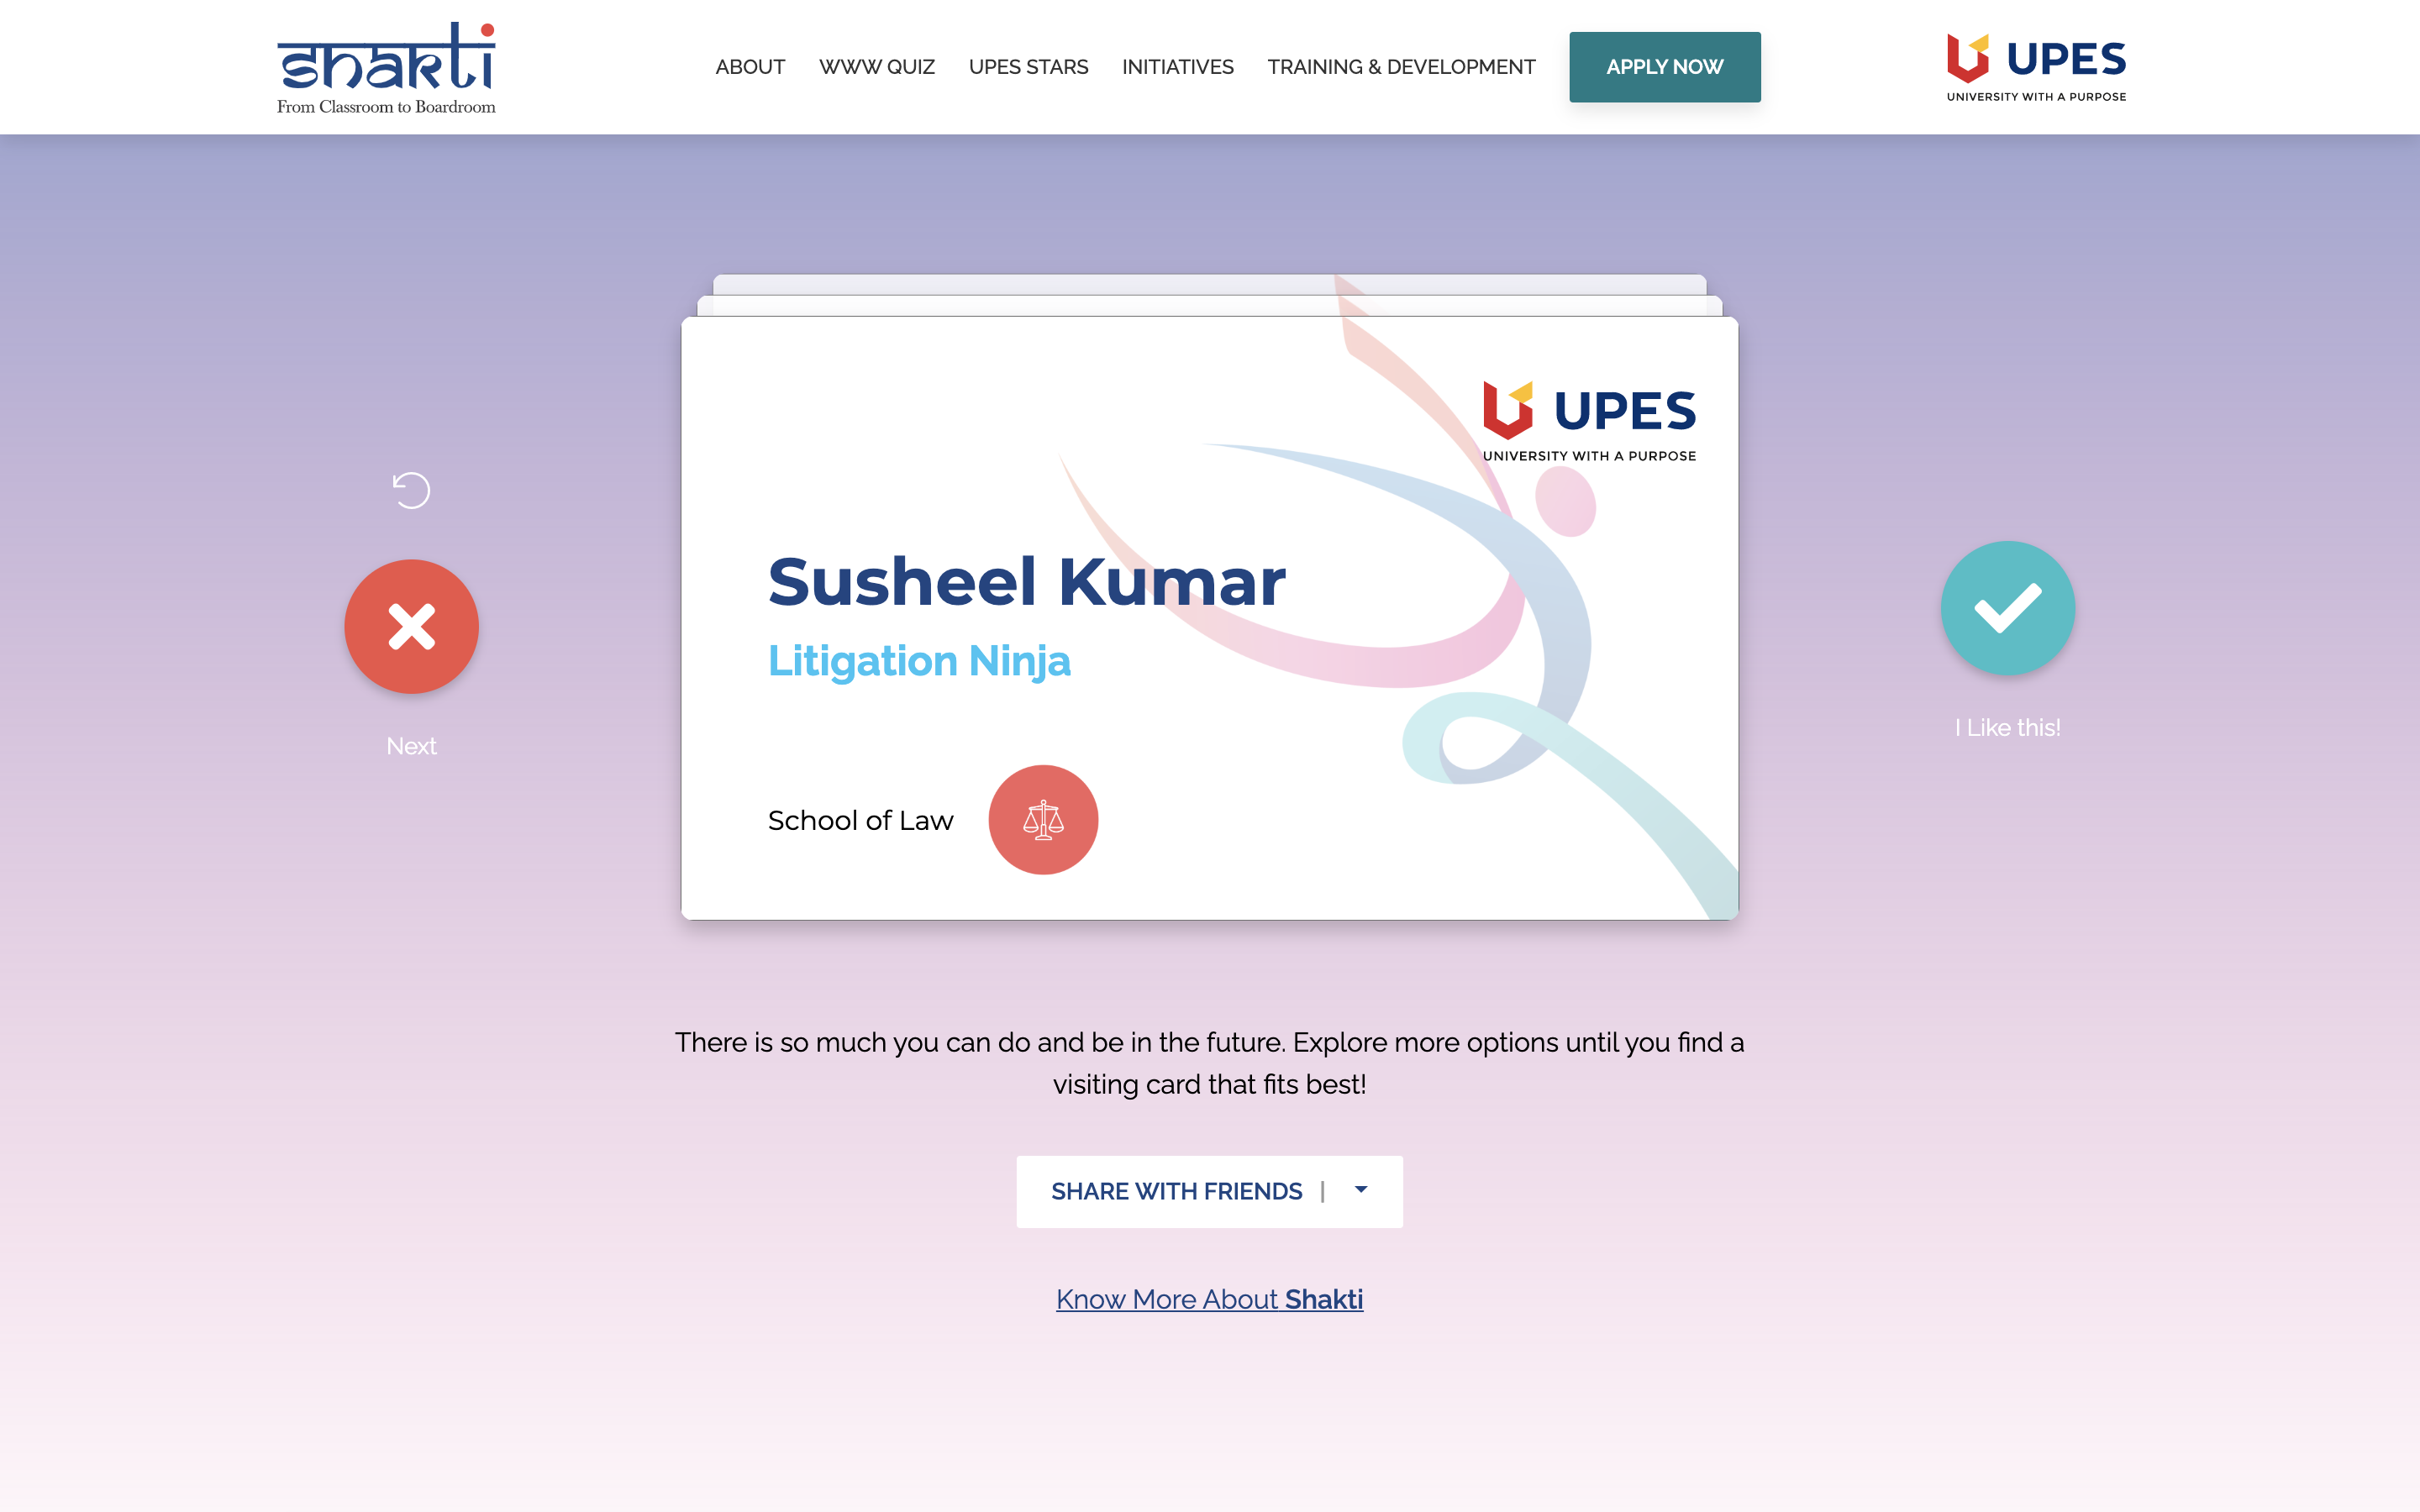 shakti
From Classroom to Boardroom
ABOUT WWW QUIZ UPES STARS INITIATIVES TRAINING & DEVELOPMENT APPLY NOW
UPES
UNIVERSITY WITH A PURPOSE
UPES
UNIVERSITY WITH A PURPOSE
Susheel Kumar
Litigation Ninja
School of Law
Next
I Like this!
There is so much you can do and be in the future. Explore more options until you find a
visiting card that fits best!
SHARE WITH FRIENDS |
Know More About Shakti